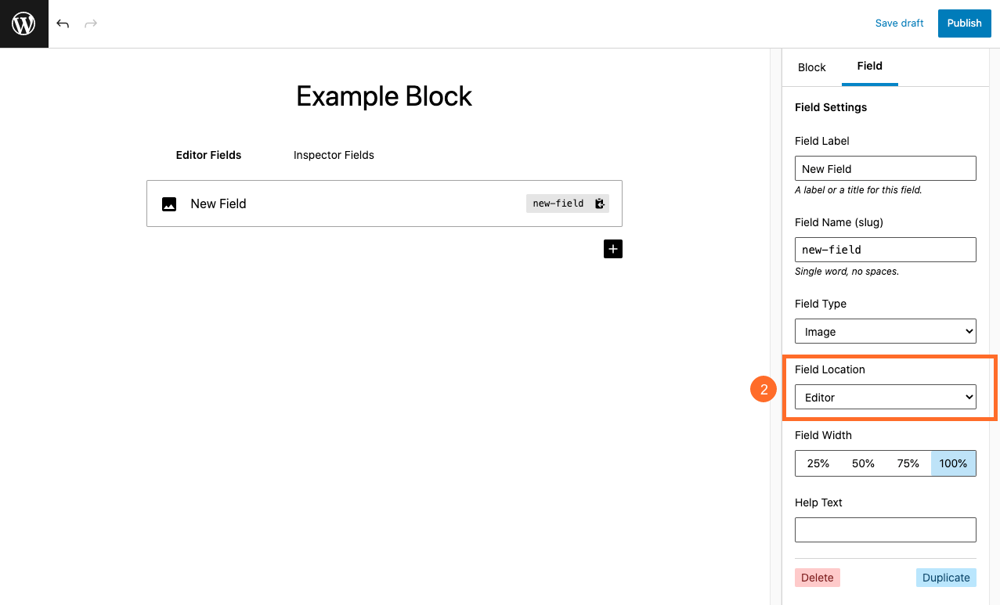 Save draft
Publish
Block
Field
Example Block
Field Settings
Field Label
Editor Fields
Inspector Fields
New Field
A label or a title for this field.
New Field
new-field
Field Name (slug)
new-field
Single word, no spaces.
Field Type
Image
Field Location
2
Editor
Field Width
25%
50%
75%
100%
Help Text
Delete
Duplicate